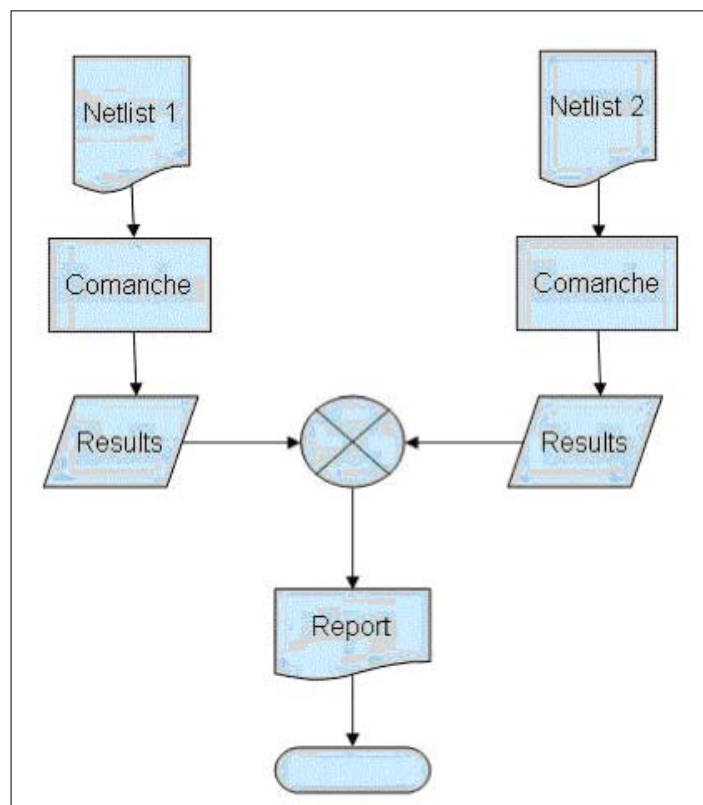 Netlist 1
Netlist 2
Comanche
Comanche
Results
Results
Report